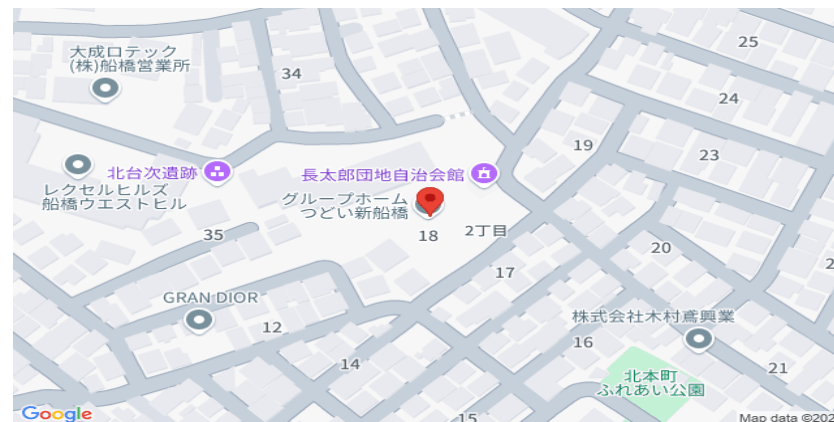 大成ロテック
(株)船橋営業所
34
25
24
19
23
北台次遺跡
長太郎団地自治会館
レクセルヒルズ
船橋ウエストヒル
グループホーム
つどい新船橋
18
2丁目
35
20
17
2
GRAN DIOR
12
株式会社木村鳶興業
16
14
21
北本町
ふれあい公園
15
Google
Map data ©202